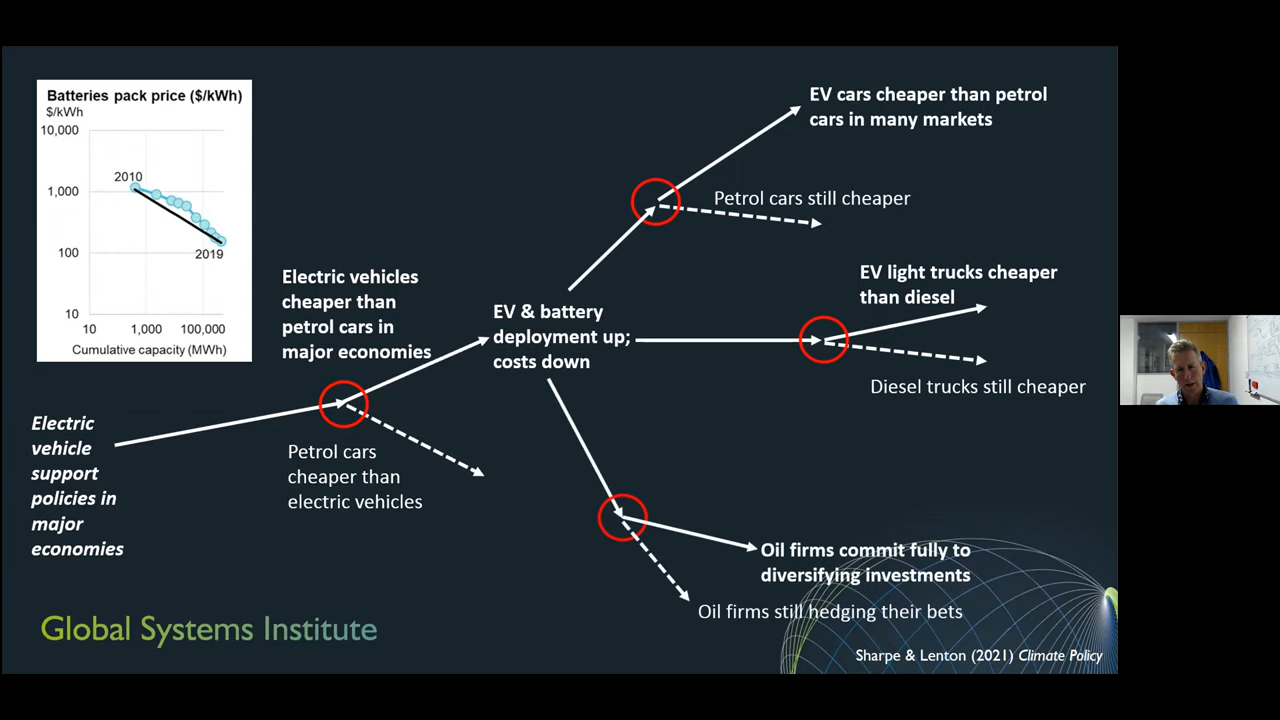 Batteries pack price ($/kWh)
$/kWh
10,000
1,000
100
10
2010
2019
10 1,000 100,000
Cumulative capacity (MWh)
Electric
vehicle
support
policies in
major
economies
Electric vehicles
cheaper than
petrol cars in
major economies
Petrol cars
cheaper than
electric vehicles
EV & battery
deployment up;
costs down
EV cars cheaper than petrol
cars in many markets
Petrol cars still cheaper
EV light trucks cheaper
than diesel
Diesel trucks still cheaper
Oil firms commit fully to
diversifying investments
Oil firms still hedging their bets
Global Systems Institute
Sharpe & Lenton (2021) Climate Policy